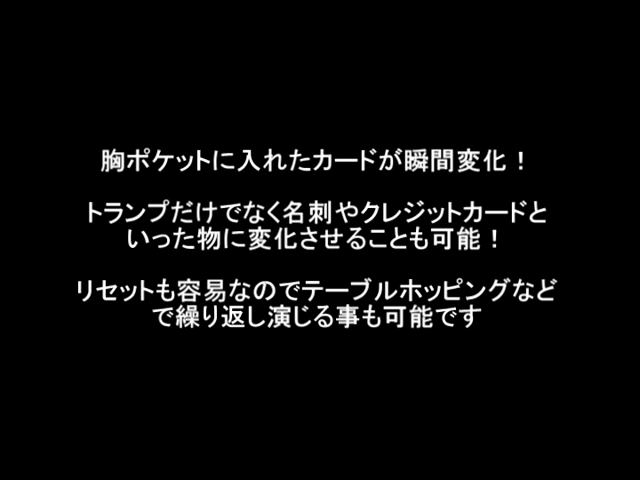 胸ポケットに入れたカードが瞬間変化！
トランプだけでなく名刺やクレジットカードと
いった物に変化させることも可能！
リセットも容易なのでテーブルホッピングなど
で繰り返し演じる事も可能です